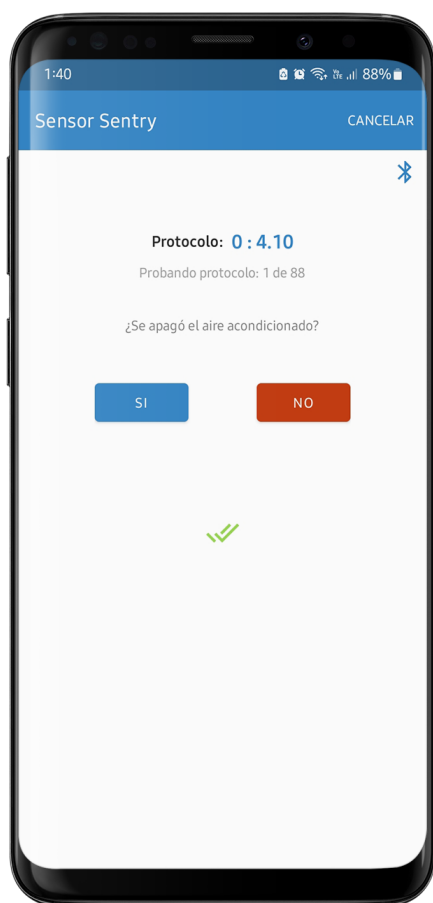 1:40 88%
Sensor Sentry CANCELAR
Protocolo: 0 : 4.10
Probando protocolo: 1 de 88
¿Se apagó el aire acondicionado?
SI NO